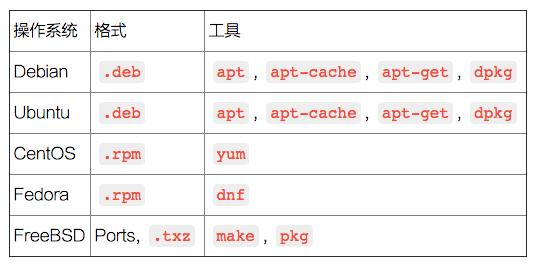 操作系统 格式 工具
Debian .deb apt, apt-cache, apt-get, dpkg
Ubuntu .deb apt, apt-cache, apt-get, dpkg
CentOS .rpm yum
Fedora .rpm dnf
FreeBSD Ports, .txz make, pkg